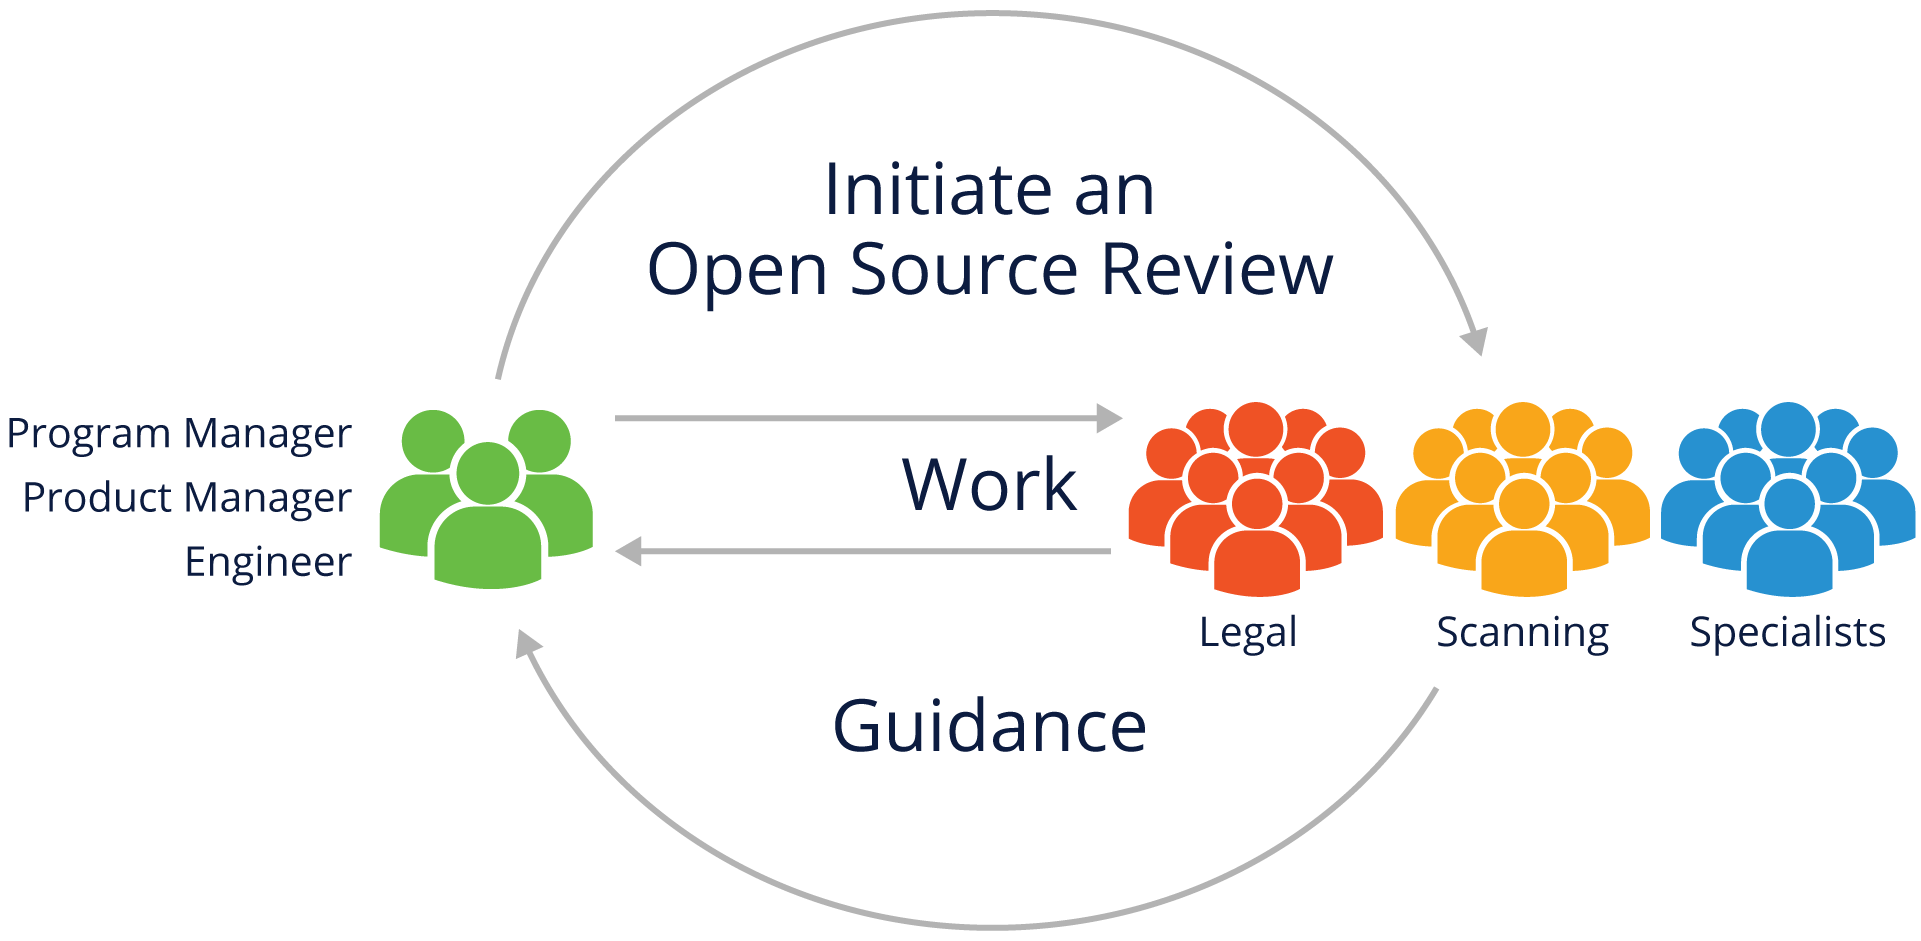 Initiate an
Open Source Review
Program Manager
Product Manager
Engineer
Work
Legal
Scanning
Specialists
Guidance